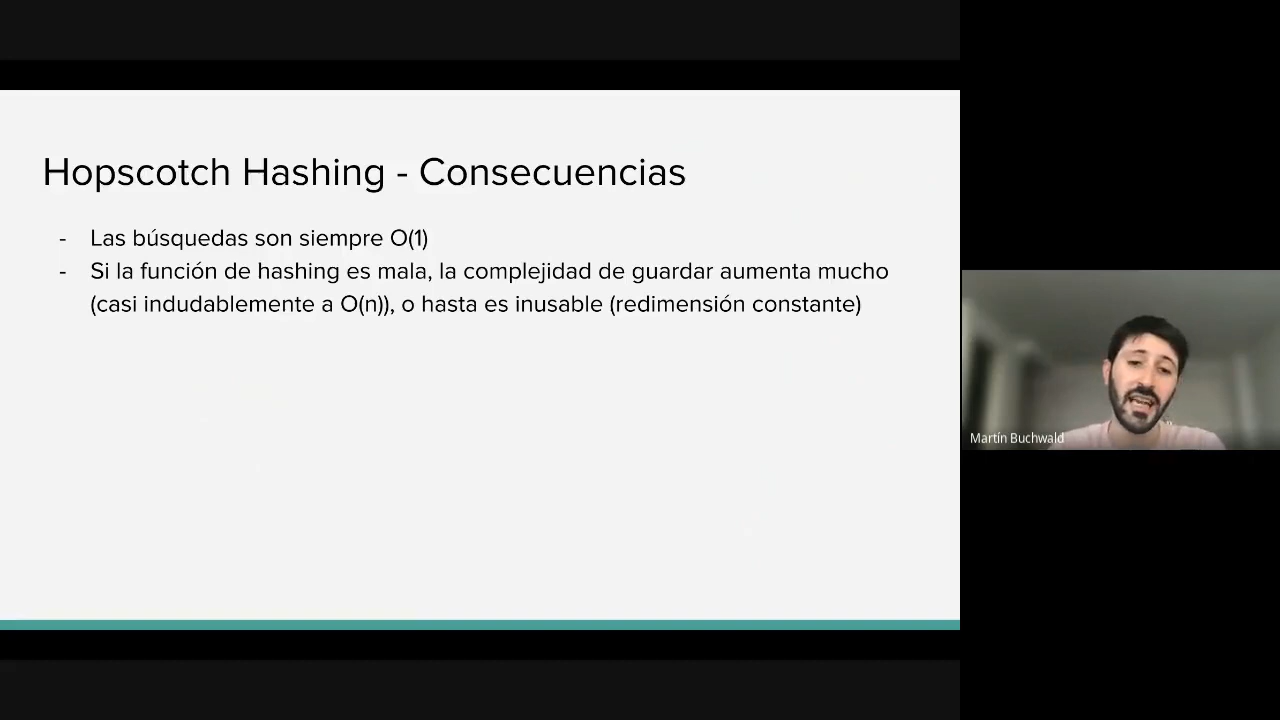 Hopscotch Hashing - Consecuencias
- Las búsquedas son siempre O(1)
- Si la función de hashing es mala, la complejidad de guardar aumenta mucho
(casi indudablemente a O(n)), o hasta es inusable (redimensión constante)
Martín Buchwald